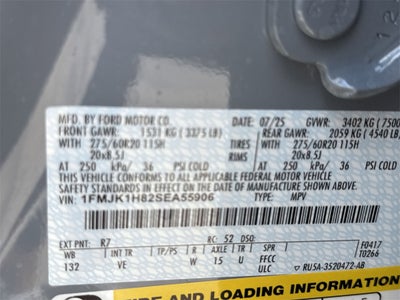 MFD. BY FORD MOTOR CO.
DATE: 07/25 GVWR: 3402 KG (7500
FRONT GAWR: 1531 KG (3375 LB) REAR GAWR: 2059 KG (4540 LB)
WITH 275/60R20 115H TIRES WITH 275/60R20 115H
20x8.5J RIMS 20x8.5J
AT 250 kPa/ 36 PSI COLD AT 250 kPa/ 36 PSI COLD
THIS VEHICLE CONFORMS TO ALL APPLICABLE FEDERAL MOTOR VEHICLE
SAFETY STANDARDS IN EFFECT ON THE DATE OF MANUFACTURE SHOWN ABOVE.
VIN: 1FMJK1H82SEA55906 TYPE: MPV
EXT PNT: R7 RC: 52 DSO: F0417
WB INT TR TP/PS R AXLE TR SPR T0266
132 VE W 15 U FFCC
ULC RU5A-3520472-AB
TIRE AND LOADING INFORMATION